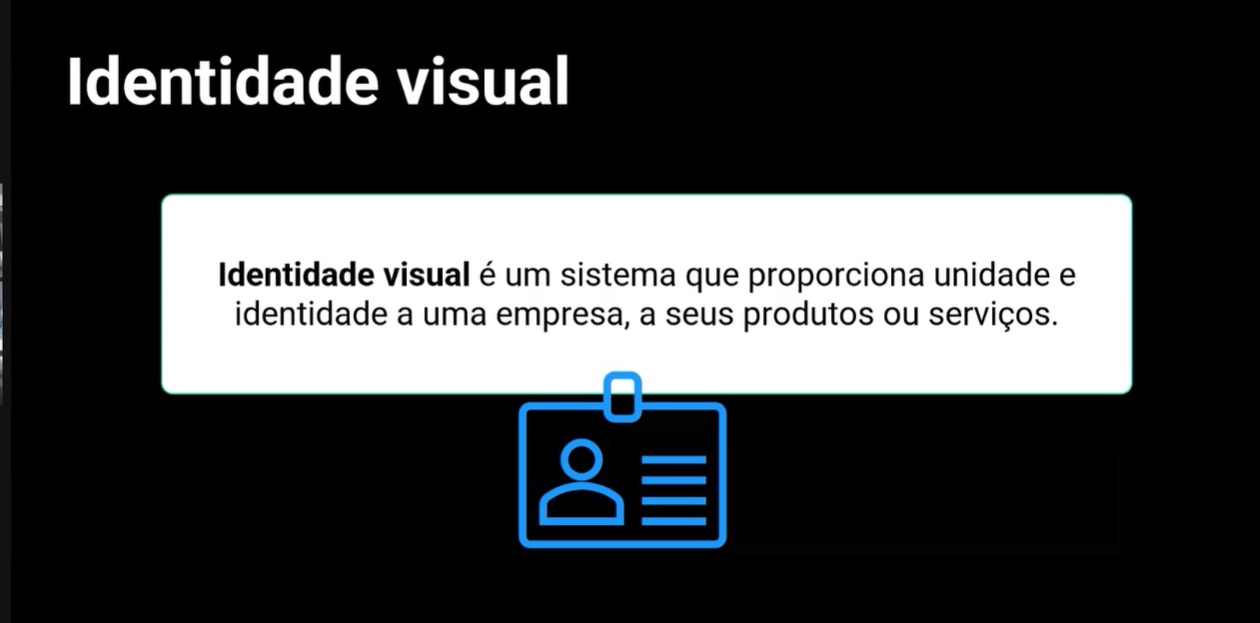 Identidade visual
Identidade visual é um sistema que proporciona unidade e
identidade a uma empresa, a seus produtos ou serviços.